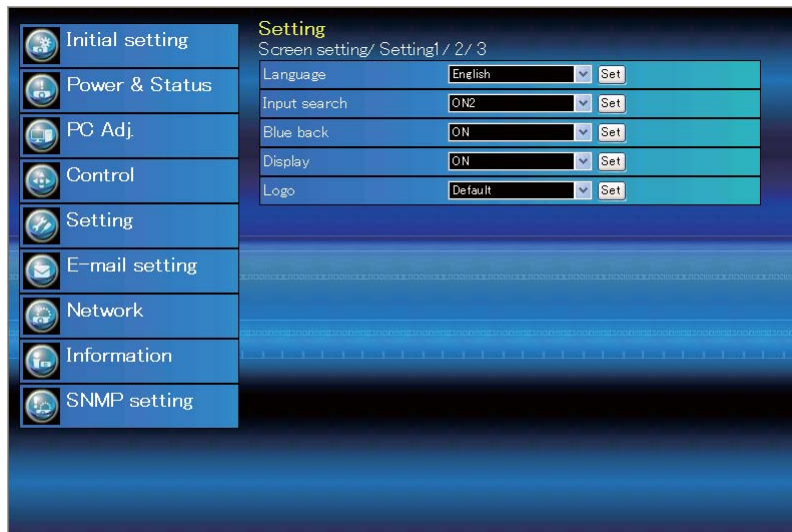 Initial setting
Power & Status
PC Adj.
Control
Setting
E-mail setting
Network
Information
SNMP setting
Setting
Screen setting/ Setting1/ 2/ 3
Language English Set
Input search ON2 Set
Blue back ON Set
Display ON Set
Logo Default Set